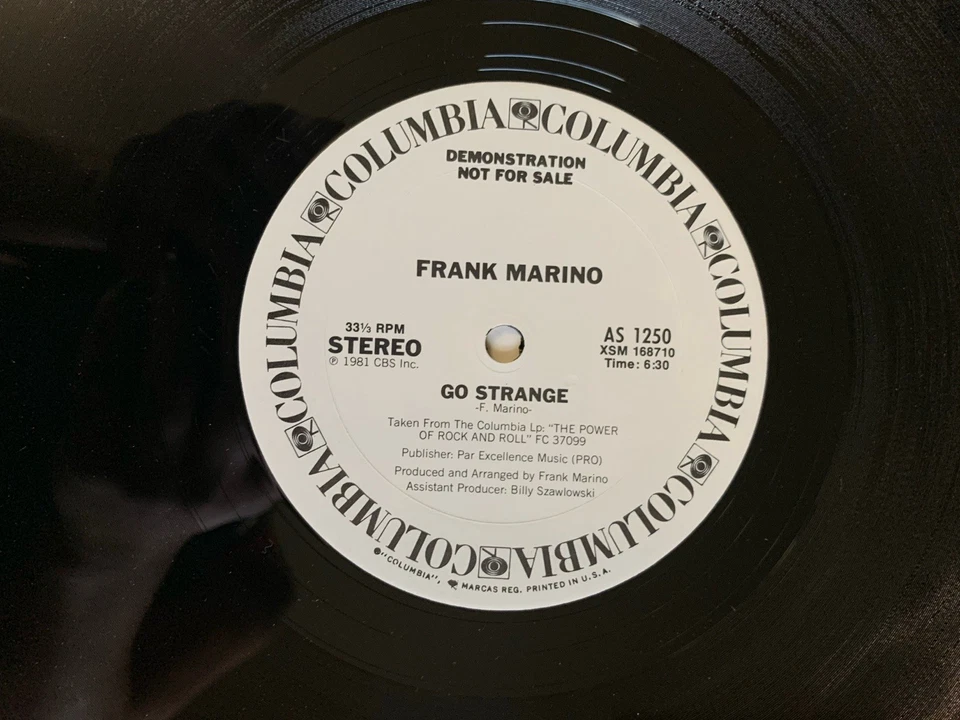 COLUMBIA COLUMBIA COLUMBIA COLUMBIA COLUMBIA COLUMBIA
DEMONSTRATION
NOT FOR SALE
FRANK MARINO
33⅓ RPM
STEREO
℗ 1981 CBS Inc.
AS 1250
XSM 168710
Time: 6:30
GO STRANGE
-F. Marino-
Taken From The Columbia Lp: "THE POWER
OF ROCK AND ROLL" FC 37099
Publisher: Par Excellence Music (PRO)
Produced and Arranged by Frank Marino
Assistant Producer: Billy Szawlowski
"COLUMBIA", MARCAS REG. PRINTED IN U.S.A.